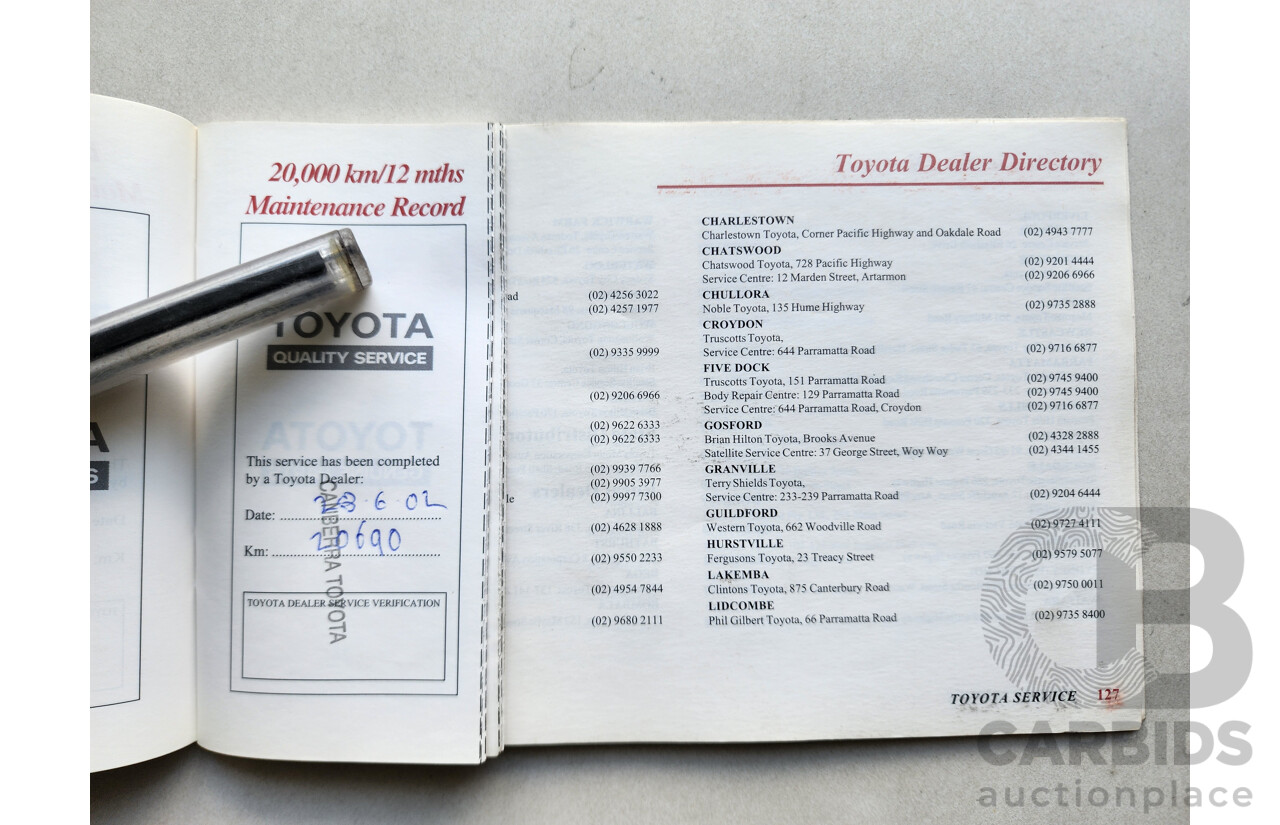 20,000 km/12 mths
Maintenance Record
TOYOTA
QUALITY SERVICE
This service has been completed
by a Toyota Dealer:
Date: 28·6·02
Km: 20690
CANBERRA TOYOTA
TOYOTA DEALER SERVICE VERIFICATION
Toyota Dealer Directory
(02) 4256 3022
(02) 4257 1977
(02) 9335 9999
(02) 9206 6966
(02) 9622 6333
(02) 9622 6333
(02) 9939 7766
(02) 9905 3977
(02) 9997 7300
(02) 4628 1888
(02) 9550 2233
(02) 4954 7844
(02) 9680 2111
CHARLESTOWN
Charlestown Toyota, Corner Pacific Highway and Oakdale Road (02) 4943 7777
CHATSWOOD
Chatswood Toyota, 728 Pacific Highway (02) 9201 4444
Service Centre: 12 Marden Street, Artarmon (02) 9206 6966
CHULLORA
Noble Toyota, 135 Hume Highway (02) 9735 2888
CROYDON
Truscotts Toyota,
Service Centre: 644 Parramatta Road (02) 9716 6877
FIVE DOCK
Truscotts Toyota, 151 Parramatta Road (02) 9745 9400
Body Repair Centre: 129 Parramatta Road (02) 9745 9400
Service Centre: 644 Parramatta Road, Croydon (02) 9716 6877
GOSFORD
Brian Hilton Toyota, Brooks Avenue (02) 4328 2888
Satellite Service Centre: 37 George Street, Woy Woy (02) 4344 1455
GRANVILLE
Terry Shields Toyota,
Service Centre: 233-239 Parramatta Road (02) 9204 6444
GUILDFORD
Western Toyota, 662 Woodville Road (02) 9727 4111
HURSTVILLE
Fergusons Toyota, 23 Treacy Street (02) 9579 5077
LAKEMBA
Clintons Toyota, 875 Canterbury Road (02) 9750 0011
LIDCOMBE
Phil Gilbert Toyota, 66 Parramatta Road (02) 9735 8400
TOYOTA SERVICE 127
CB
CARBIDS
auctionplace